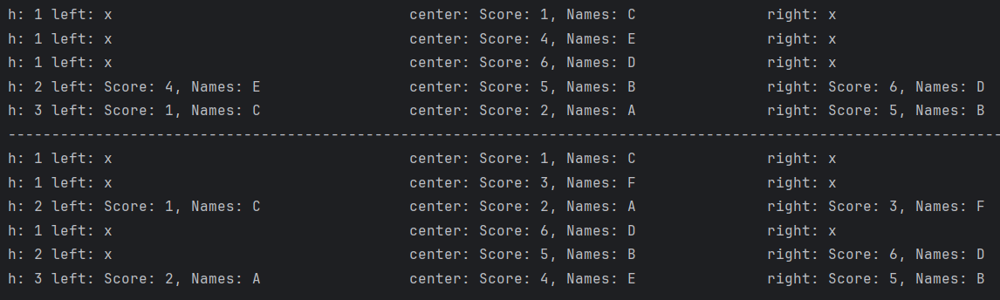 h: 1 left: x center: Score: 1, Names: C right: x
h: 1 left: x center: Score: 4, Names: E right: x
h: 1 left: x center: Score: 6, Names: D right: x
h: 2 left: Score: 4, Names: E center: Score: 5, Names: B right: Score: 6, Names: D
h: 3 left: Score: 1, Names: C center: Score: 2, Names: A right: Score: 5, Names: B
------------------------------------------------------------------------------------------------------------------
h: 1 left: x center: Score: 1, Names: C right: x
h: 1 left: x center: Score: 3, Names: F right: x
h: 2 left: Score: 1, Names: C center: Score: 2, Names: A right: Score: 3, Names: F
h: 1 left: x center: Score: 6, Names: D right: x
h: 2 left: x center: Score: 5, Names: B right: Score: 6, Names: D
h: 3 left: Score: 2, Names: A center: Score: 4, Names: E right: Score: 5, Names: B